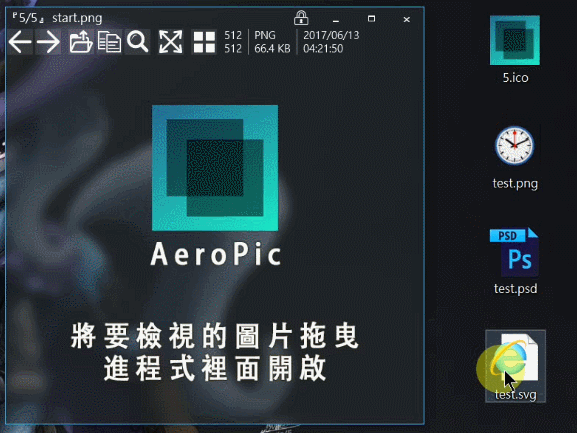 『5/5』 start.png
512 PNG 2017/06/13
512 66.4 KB 04:21:50
AeroPic
將要檢視的圖片拖曳
進程式裡面開啟
5.ico
test.png
PSD
Ps
test.psd
test.svg